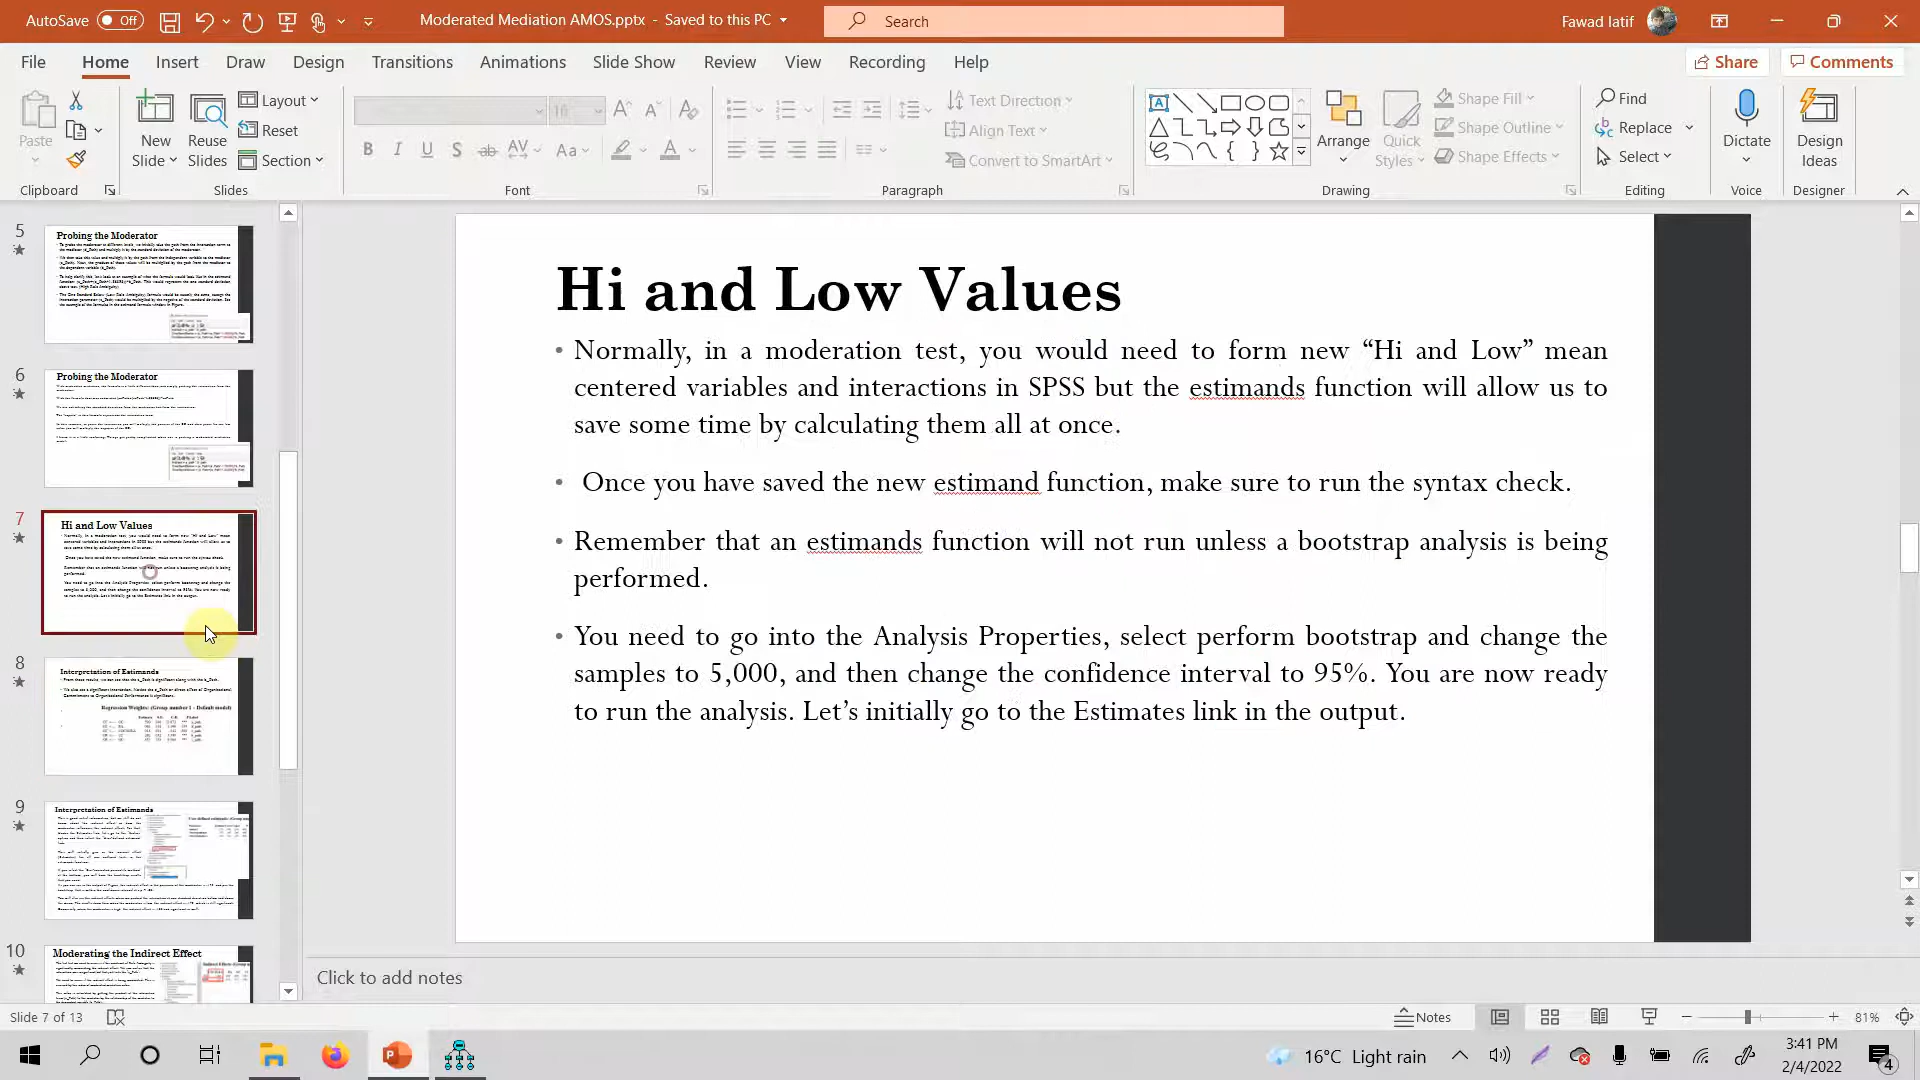 AutoSave Off Moderated Mediation AMOS.pptx - Saved to this PC Search Fawad latif
File Home Insert Draw Design Transitions Animations Slide Show Review View Recording Help Share Comments
Paste New Slide Reuse Slides Layout Reset Section
16
B I U S ab AV Aa A
Text Direction
Align Text
Convert to SmartArt
Arrange Quick Styles Shape Fill Shape Outline Shape Effects
Find
Replace
Select
Dictate
Design Ideas
Clipboard Slides Font Paragraph Drawing Editing Voice Designer
5
Probing the Moderator
6
Probing the Moderator
7
Hi and Low Values
8
Interpretation of Estimands
9
Interpretation of Estimands
10
Moderating the Indirect Effect
Hi and Low Values
• Normally, in a moderation test, you would need to form new “Hi and Low” mean
centered variables and interactions in SPSS but the estimands function will allow us to
save some time by calculating them all at once.
• Once you have saved the new estimand function, make sure to run the syntax check.
• Remember that an estimands function will not run unless a bootstrap analysis is being
performed.
• You need to go into the Analysis Properties, select perform bootstrap and change the
samples to 5,000, and then change the confidence interval to 95%. You are now ready
to run the analysis. Let’s initially go to the Estimates link in the output.
Click to add notes
Slide 7 of 13 Notes 81%
16°C Light rain 3:41 PM
2/4/2022 4